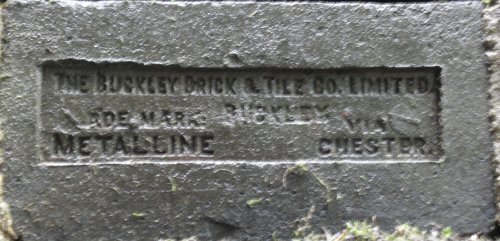 THE BUCKLEY BRICK & TILE CO. LIMITED
TRADE MARK. BUCKLEY VIA
METALLINE CHESTER.